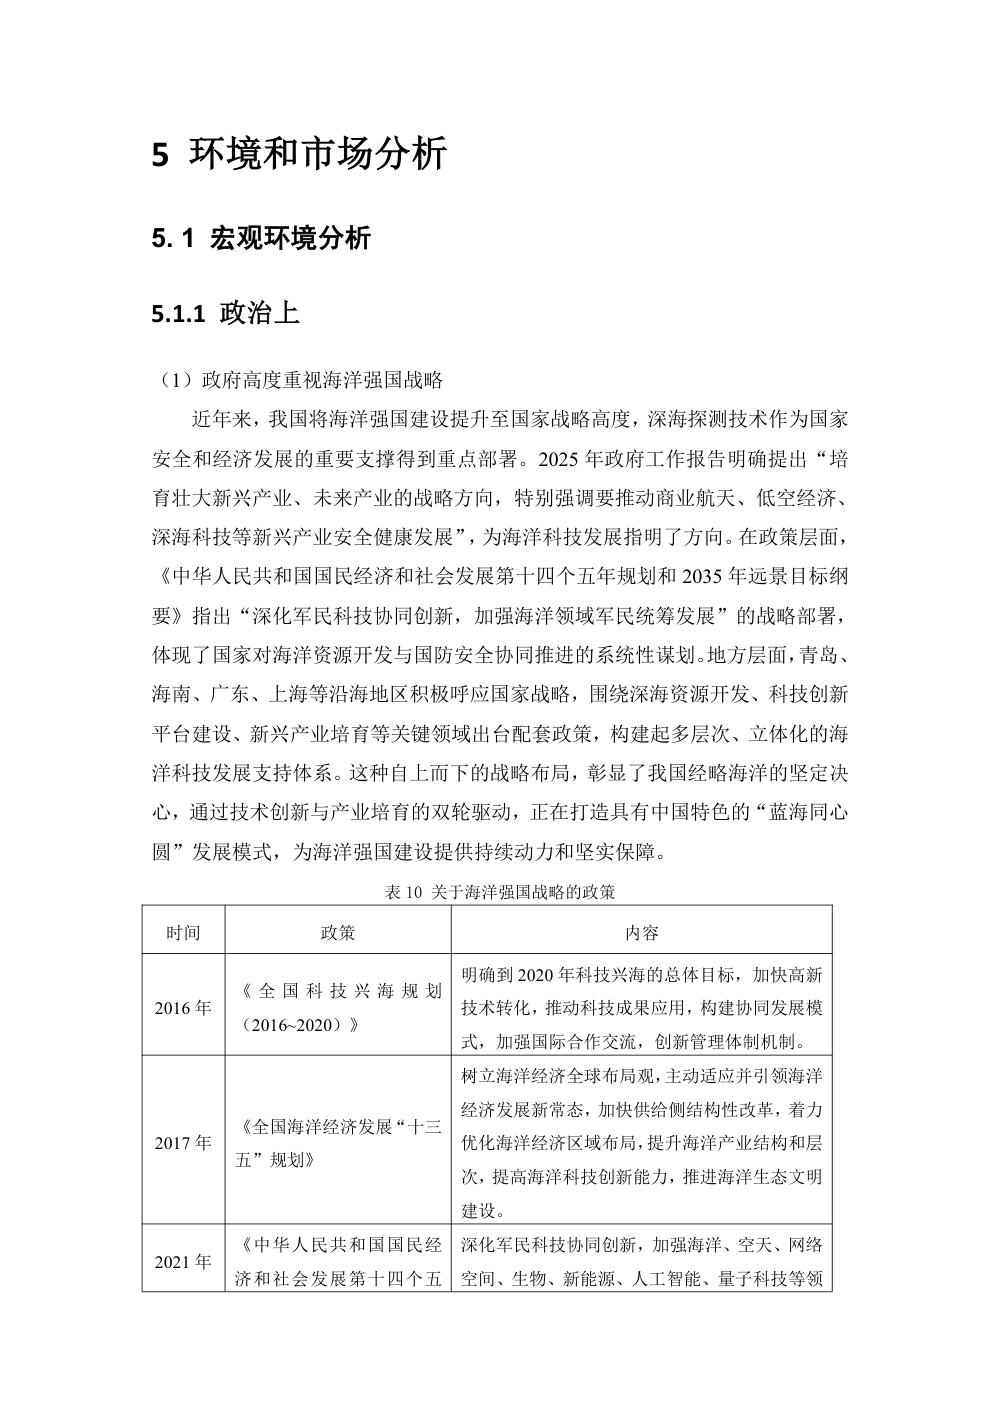 5 环境和市场分析
5.1 宏观环境分析
5.1.1 政治上
（1）政府高度重视海洋强国战略
近年来，我国将海洋强国建设提升至国家战略高度，深海探测技术作为国家
安全和经济发展的重要支撑得到重点部署。2025 年政府工作报告明确提出“培
育壮大新兴产业、未来产业的战略方向，特别强调要推动商业航天、低空经济、
深海科技等新兴产业安全健康发展”，为海洋科技发展指明了方向。在政策层面，
《中华人民共和国国民经济和社会发展第十四个五年规划和 2035 年远景目标纲
要》指出“深化军民科技协同创新，加强海洋领域军民统筹发展”的战略部署，
体现了国家对海洋资源开发与国防安全协同推进的系统性谋划。地方层面，青岛、
海南、广东、上海等沿海地区积极呼应国家战略，围绕深海资源开发、科技创新
平台建设、新兴产业培育等关键领域出台配套政策，构建起多层次、立体化的海
洋科技发展支持体系。这种自上而下的战略布局，彰显了我国经略海洋的坚定决
心，通过技术创新与产业培育的双轮驱动，正在打造具有中国特色的“蓝海同心
圆”发展模式，为海洋强国建设提供持续动力和坚实保障。
表 10 关于海洋强国战略的政策
时间 政策 内容
2016 年
《全国科技兴海规划
（2016~2020）》
明确到 2020 年科技兴海的总体目标，加快高新
技术转化，推动科技成果应用，构建协同发展模
式，加强国际合作交流，创新管理体制机制。
2017 年
《全国海洋经济发展“十三
五”规划》
树立海洋经济全球布局观，主动适应并引领海洋
经济发展新常态，加快供给侧结构性改革，着力
优化海洋经济区域布局，提升海洋产业结构和层
次，提高海洋科技创新能力，推进海洋生态文明
建设。
2021 年
《中华人民共和国国民经
济和社会发展第十四个五
深化军民科技协同创新，加强海洋、空天、网络
空间、生物、新能源、人工智能、量子科技等领